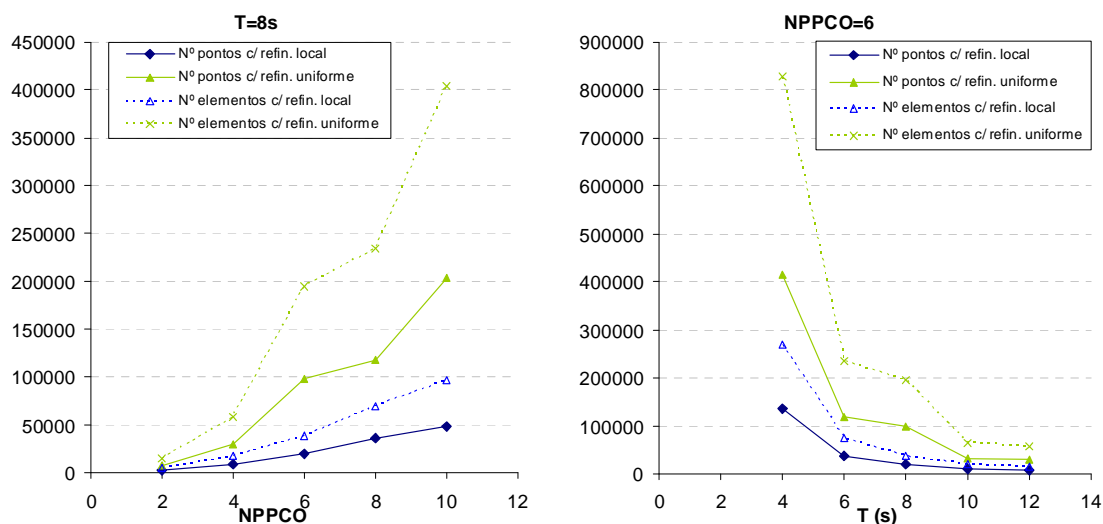 T=8s
450000
400000
350000
300000
250000
200000
150000
100000
50000
0
Nº pontos c/ refin. local
Nº pontos c/ refin. uniforme
Nº elementos c/ refin. local
Nº elementos c/ refin. uniforme
0 2 4 6 8 10 12
NPPCO
NPPCO=6
900000
800000
700000
600000
500000
400000
300000
200000
100000
0
Nº pontos c/ refin. local
Nº pontos c/ refin. uniforme
Nº elementos c/ refin. local
Nº elementos c/ refin. uniforme
0 2 4 6 8 10 12 14
T (s)